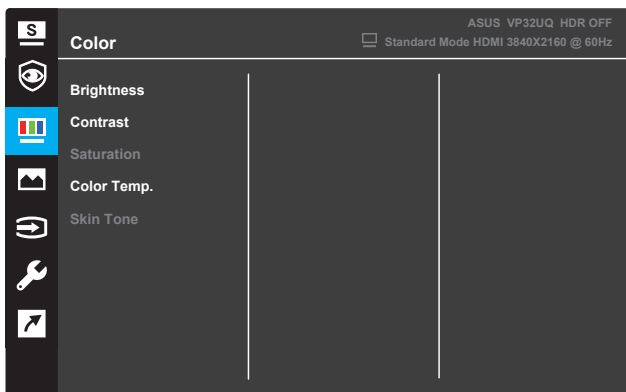 S
ASUS VP32UQ HDR OFF
Color
Standard Mode HDMI 3840X2160 @ 60Hz
Brightness
Contrast
Saturation
Color Temp.
Skin Tone